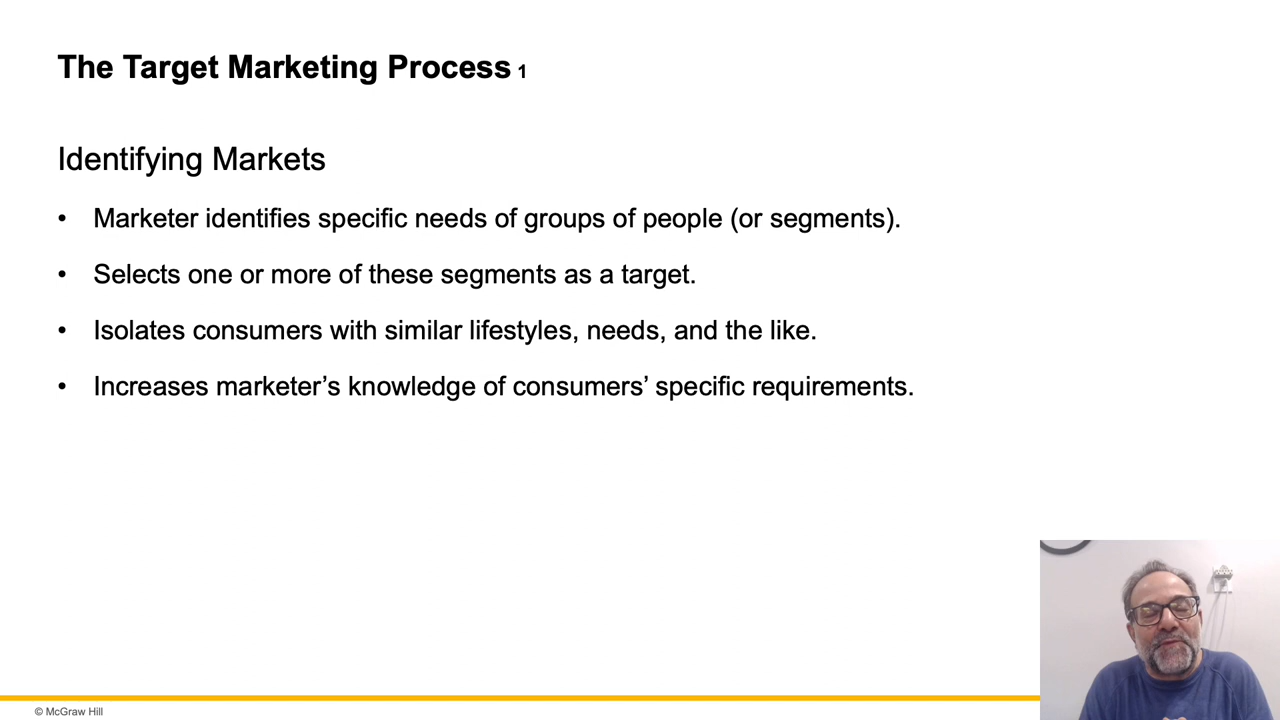 The Target Marketing Process 1
Identifying Markets
• Marketer identifies specific needs of groups of people (or segments).
• Selects one or more of these segments as a target.
• Isolates consumers with similar lifestyles, needs, and the like.
• Increases marketer’s knowledge of consumers’ specific requirements.
© McGraw Hill